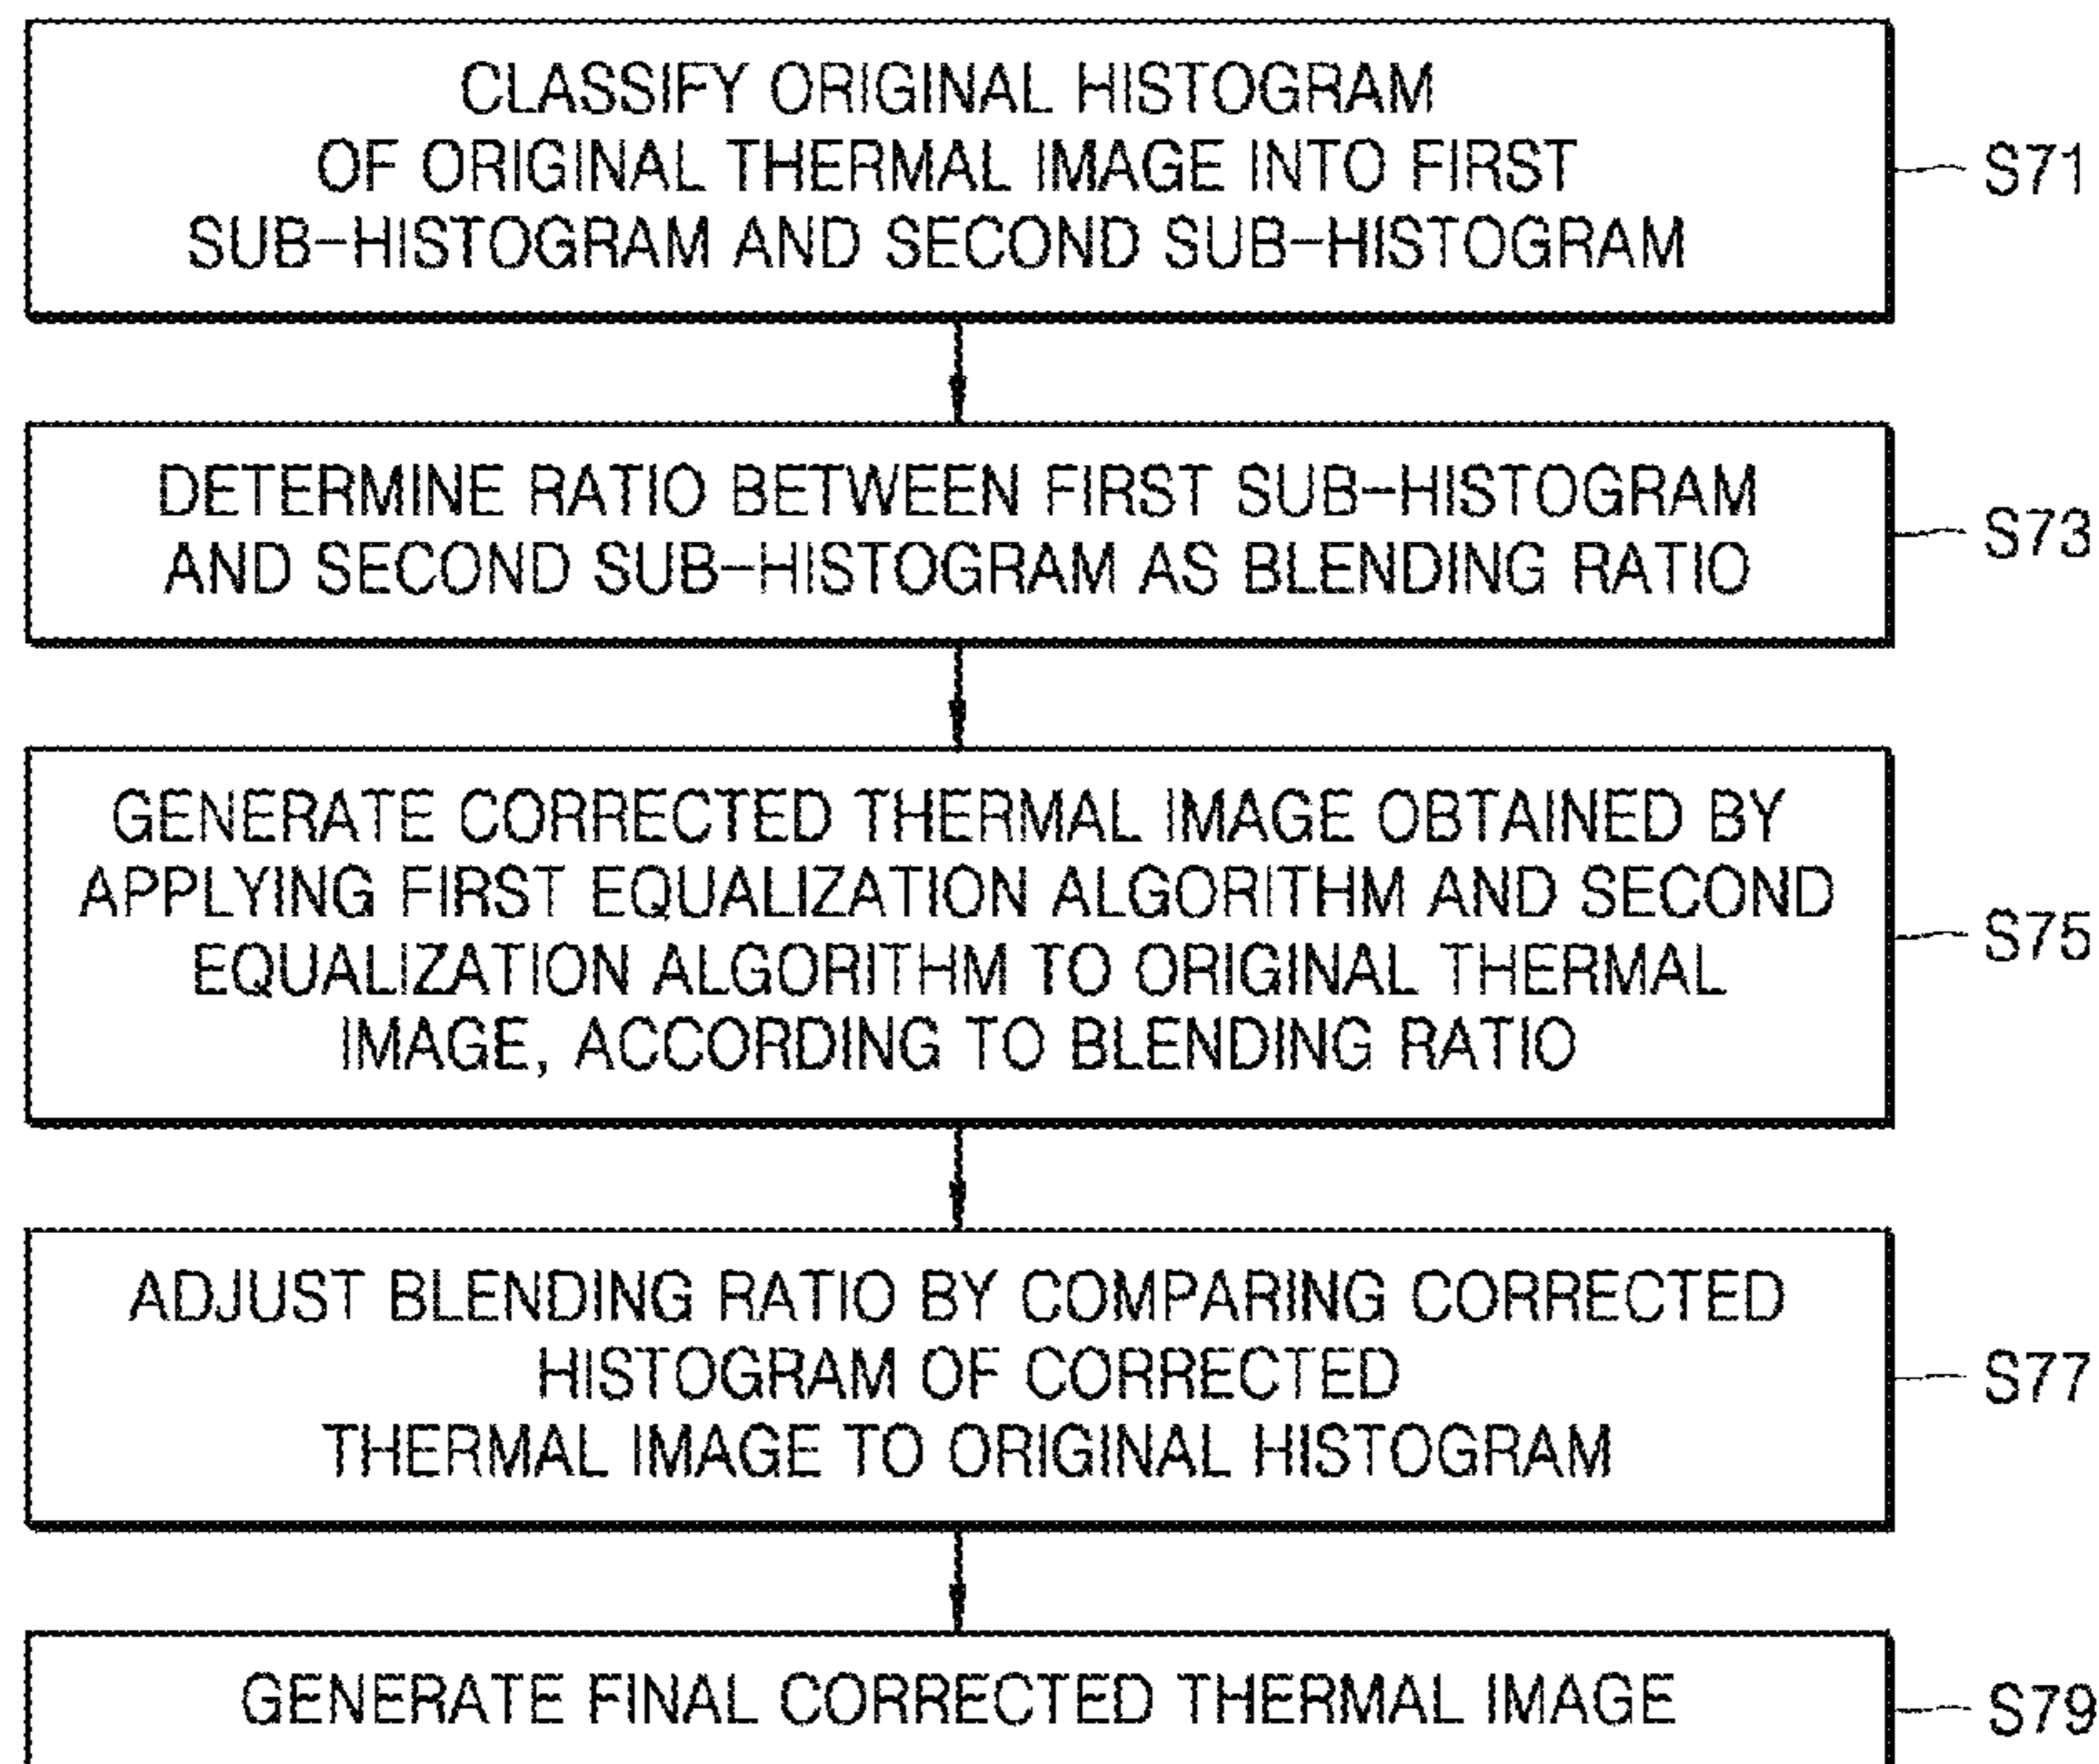 CLASSIFY ORIGINAL HISTOGRAM
OF ORIGINAL THERMAL IMAGE INTO FIRST
SUB-HISTOGRAM AND SECOND SUB-HISTOGRAM
S71
DETERMINE RATIO BETWEEN FIRST SUB-HISTOGRAM
AND SECOND SUB-HISTOGRAM AS BLENDING RATIO
S73
GENERATE CORRECTED THERMAL IMAGE OBTAINED BY
APPLYING FIRST EQUALIZATION ALGORITHM AND SECOND
EQUALIZATION ALGORITHM TO ORIGINAL THERMAL
IMAGE, ACCORDING TO BLENDING RATIO
S75
ADJUST BLENDING RATIO BY COMPARING CORRECTED
HISTOGRAM OF CORRECTED
THERMAL IMAGE TO ORIGINAL HISTOGRAM
S77
GENERATE FINAL CORRECTED THERMAL IMAGE
S79